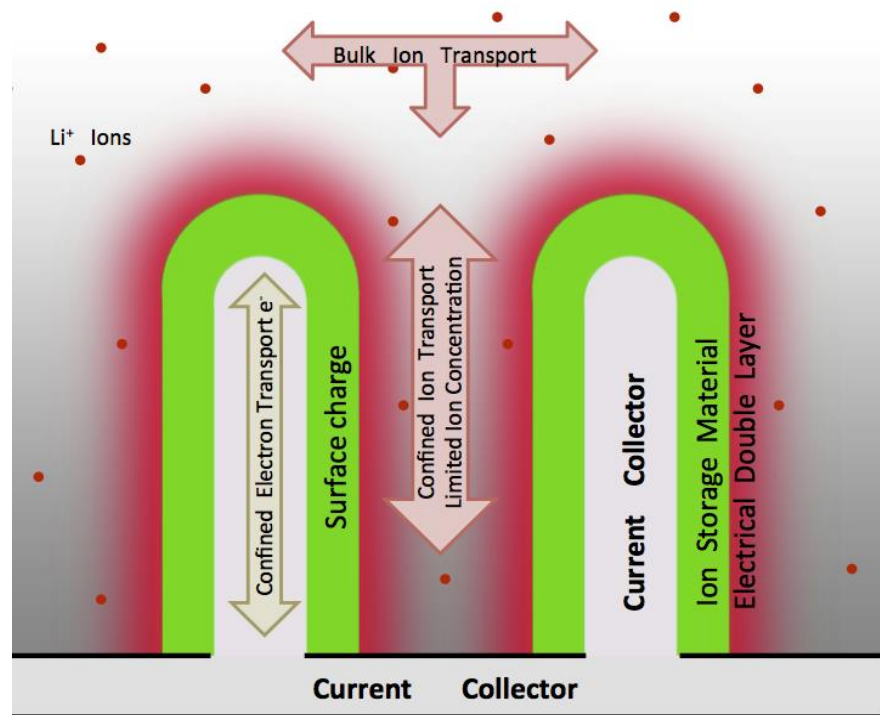 Bulk Ion Transport
Li⁺ Ions
Confined Electron Transport e⁻
Surface charge
Confined Ion Transport
Limited Ion Concentration
Current Collector
Ion Storage Material
Electrical Double Layer
Current Collector